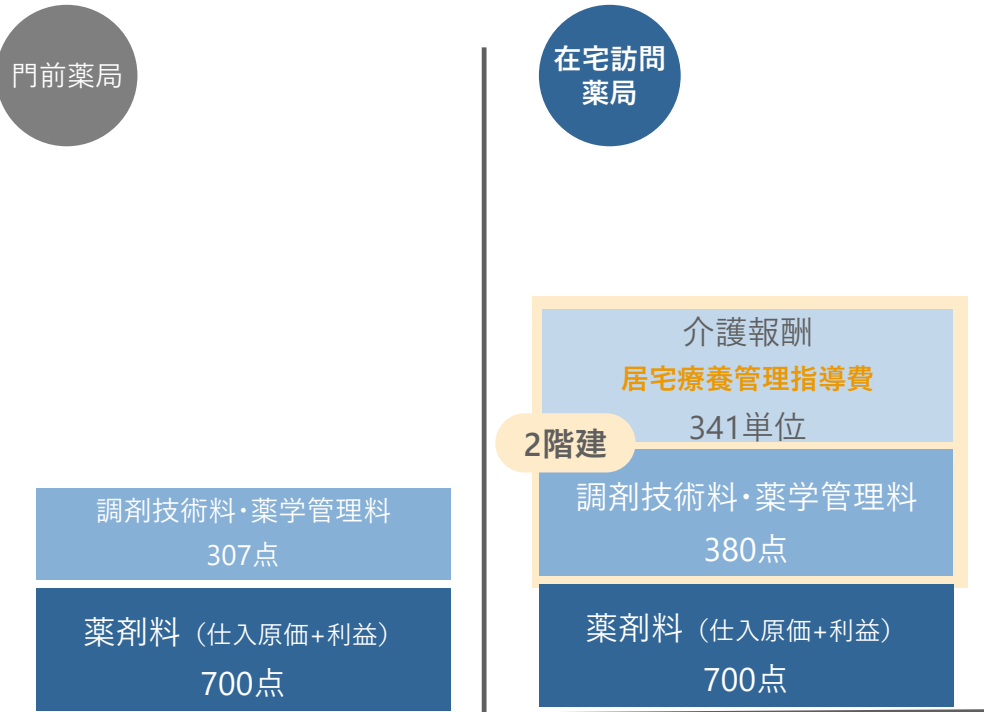 門前薬局
調剤技術料・薬学管理料
307点
薬剤料（仕入原価+利益）
700点
在宅訪問
薬局
介護報酬
居宅療養管理指導費
341単位
2階建
調剤技術料・薬学管理料
380点
薬剤料（仕入原価+利益）
700点